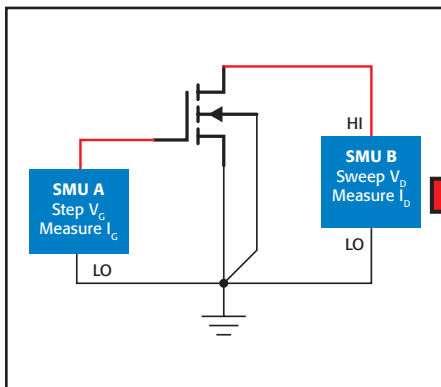 HI
SMU B
Sweep V_D
Measure I_D
LO
SMU A
Step V_G
Measure I_G
LO